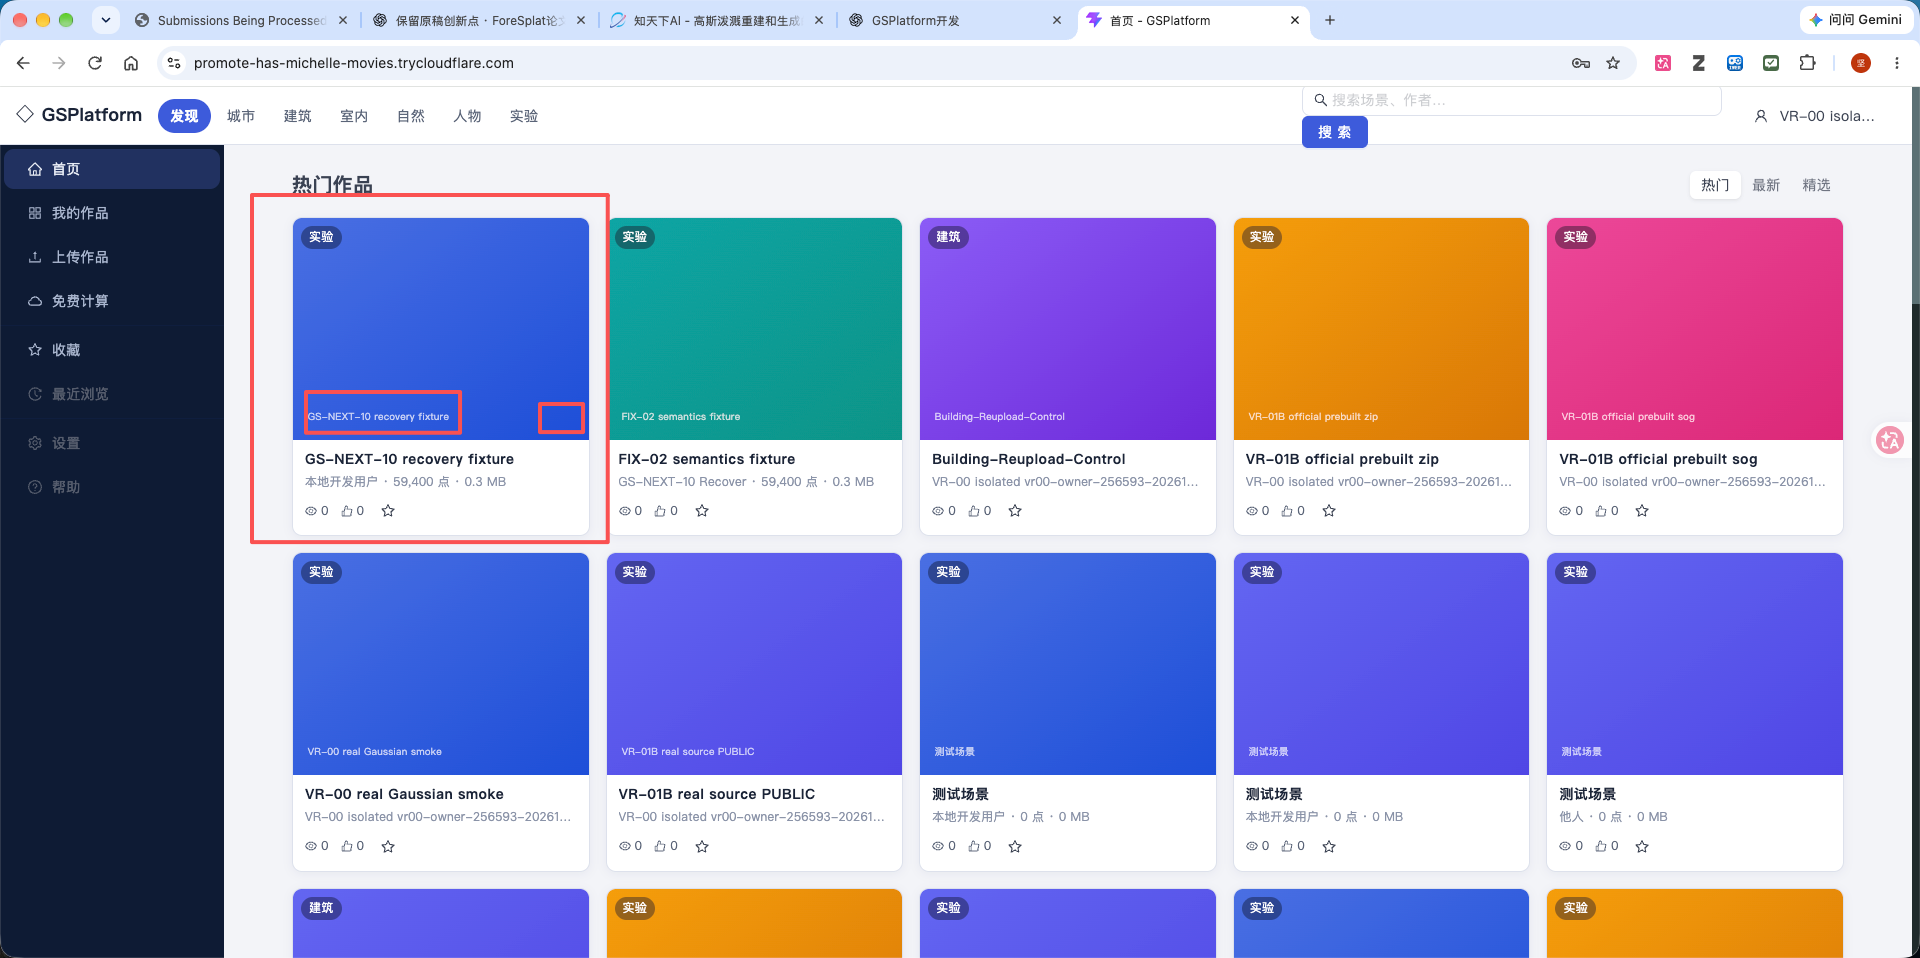 Submissions Being Processed
保留原稿创新点 · ForeSplat论文
知天下AI - 高斯泼溅重建和生成
GSPlatform开发
首页 - GSPlatform
问问 Gemini
promote-has-michelle-movies.trycloudflare.com
GSPlatform
发现
城市
建筑
室内
自然
人物
实验
搜索场景、作者...
搜 索
VR-00 isola...
首页
我的作品
上传作品
免费计算
收藏
最近浏览
设置
帮助
热门作品
热门
最新
精选
实验
GS-NEXT-10 recovery fixture
GS-NEXT-10 recovery fixture
本地开发用户 · 59,400 点 · 0.3 MB
0 0
实验
FIX-02 semantics fixture
FIX-02 semantics fixture
GS-NEXT-10 Recover · 59,400 点 · 0.3 MB
0 0
建筑
Building-Reupload-Control
Building-Reupload-Control
VR-00 isolated vr00-owner-256593-20261...
0 0
实验
VR-01B official prebuilt zip
VR-01B official prebuilt zip
VR-00 isolated vr00-owner-256593-20261...
0 0
实验
VR-01B official prebuilt sog
VR-01B official prebuilt sog
VR-00 isolated vr00-owner-256593-20261...
0 0
实验
VR-00 real Gaussian smoke
VR-00 real Gaussian smoke
VR-00 isolated vr00-owner-256593-20261...
0 0
实验
VR-01B real source PUBLIC
VR-01B real source PUBLIC
VR-00 isolated vr00-owner-256593-20261...
0 0
实验
测试场景
测试场景
本地开发用户 · 0 点 · 0 MB
0 0
实验
测试场景
测试场景
本地开发用户 · 0 点 · 0 MB
0 0
实验
测试场景
测试场景
他人 · 0 点 · 0 MB
0 0
建筑
实验
实验
实验
实验